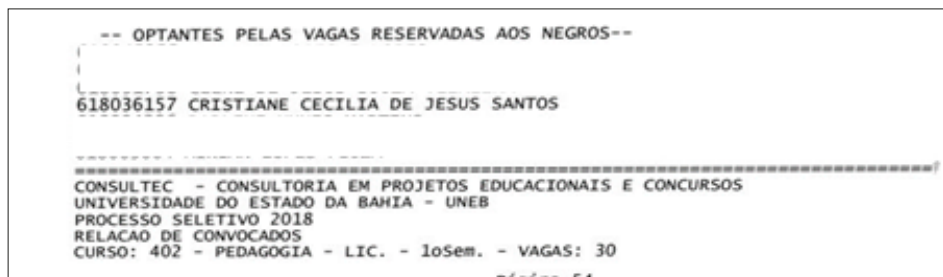 -- OPTANTES PELAS VAGAS RESERVADAS AOS NEGROS--
618036157 CRISTIANE CECILIA DE JESUS SANTOS
CONSULTEC - CONSULTORIA EM PROJETOS EDUCACIONAIS E CONCURSOS
UNIVERSIDADE DO ESTADO DA BAHIA - UNEB
PROCESSO SELETIVO 2018
RELACAO DE CONVOCADOS
CURSO: 402 - PEDAGOGIA - LIC. - 1oSem. - VAGAS: 30